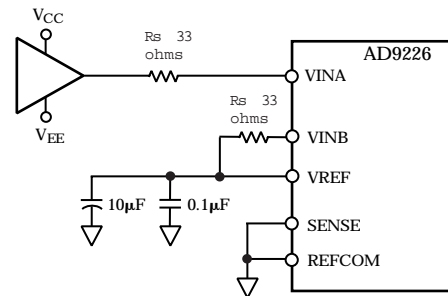 VCC
Rs 33
ohms
AD9226
VINA
VEE
Rs 33
ohms
VINB
VREF
10µF
0.1µF
SENSE
REFCOM